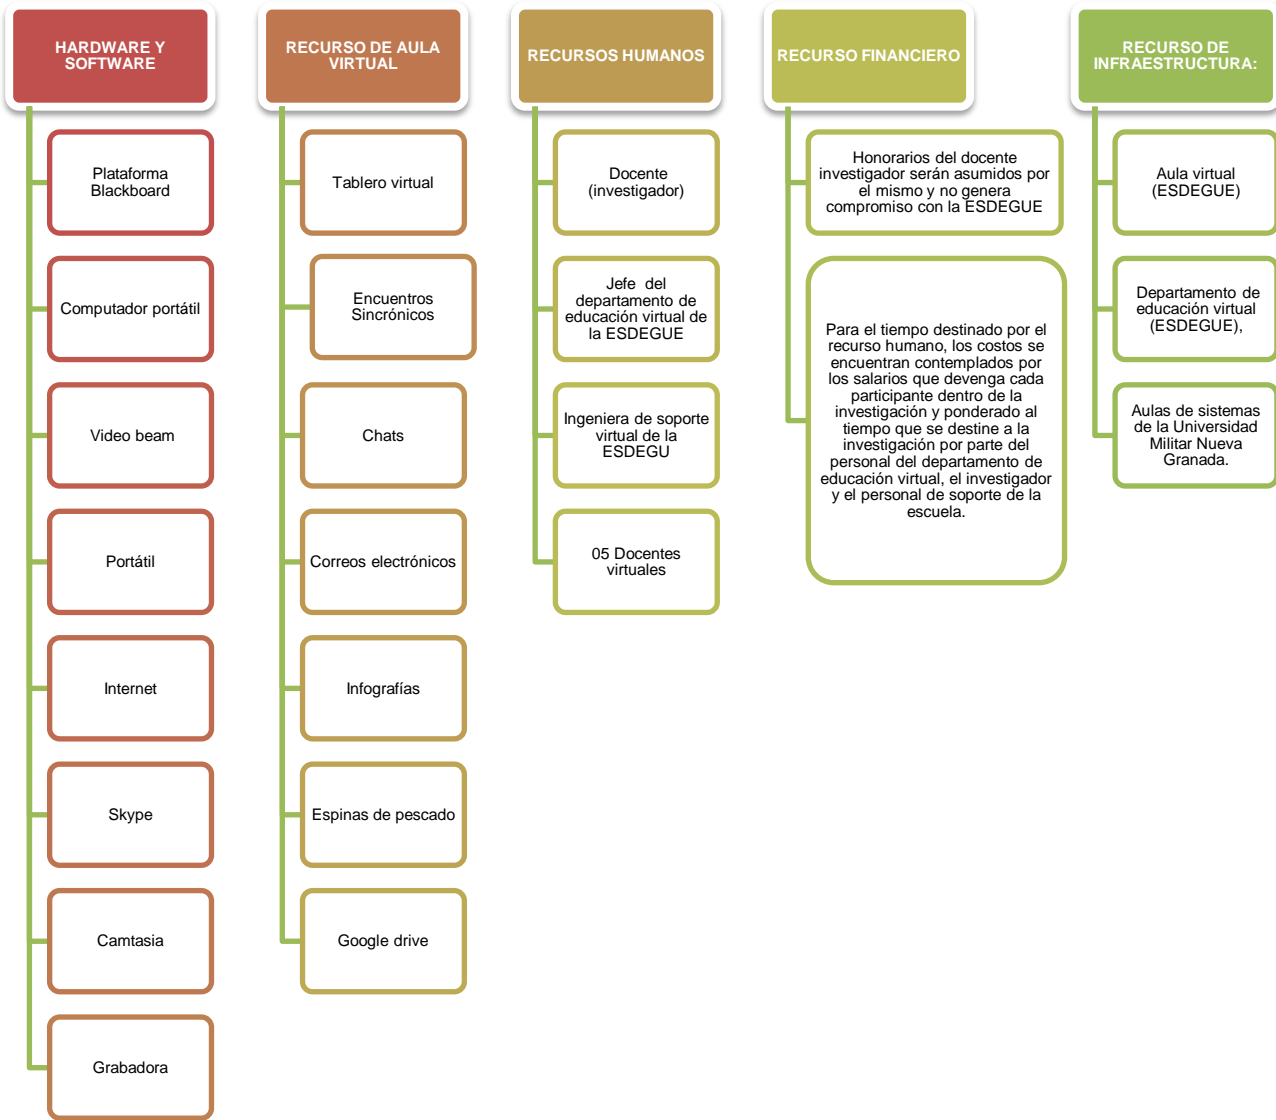 HARDWARE Y
SOFTWARE
Plataforma
Blackboard
Computador portátil
Video beam
Portátil
Internet
Skype
Camtasia
Grabadora
RECURSO DE AULA
VIRTUAL
Tablero virtual
Encuentros
Sincrónicos
Chats
Correos electrónicos
Infografías
Espinas de pescado
Google drive
RECURSOS HUMANOS
Docente
(investigador)
Jefe del
departamento de
educación virtual de
la ESDEGUE
Ingeniera de soporte
virtual de la
ESDEGU
05 Docentes
virtuales
RECURSO FINANCIERO
Honorarios del docente
investigador serán asumidos por
el mismo y no genera
compromiso con la ESDEGUE
Para el tiempo destinado por el
recurso humano, los costos se
encuentran contemplados por
los salarios que devenga cada
participante dentro de la
investigación y ponderado al
tiempo que se destine a la
investigación por parte del
personal del departamento de
educación virtual, el investigador
y el personal de soporte de la
escuela.
RECURSO DE
INFRAESTRUCTURA:
Aula virtual
(ESDEGUE)
Departamento de
educación virtual
(ESDEGUE),
Aulas de sistemas
de la Universidad
Militar Nueva
Granada.